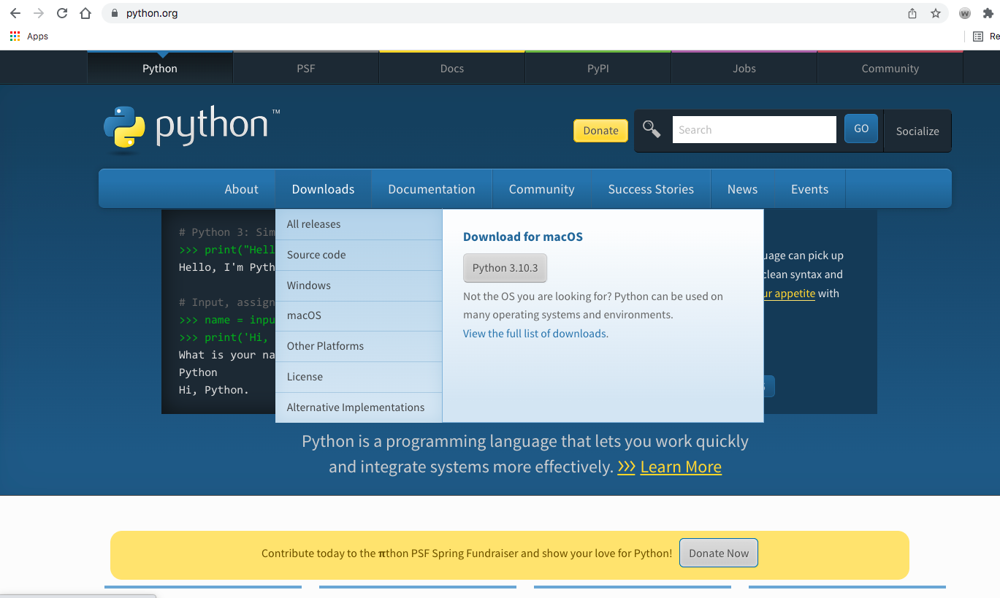 python.org
Apps
Re
Python PSF Docs PyPI Jobs Community
python™
Donate Search GO Socialize
About Downloads Documentation Community Success Stories News Events
All releases
Source code
Windows
macOS
Other Platforms
License
Alternative Implementations
Download for macOS
Python 3.10.3
Not the OS you are looking for? Python can be used on
many operating systems and environments.
View the full list of downloads.
# Python 3: Sim
>>> print("Hell
Hello, I'm Pyth
# Input, assign
>>> name = inpu
>>> print('Hi,
What is your na
Python
Hi, Python.
uage can pick up
clean syntax and
ur appetite with
Python is a programming language that lets you work quickly
and integrate systems more effectively. >>> Learn More
Contribute today to the πthon PSF Spring Fundraiser and show your love for Python! Donate Now